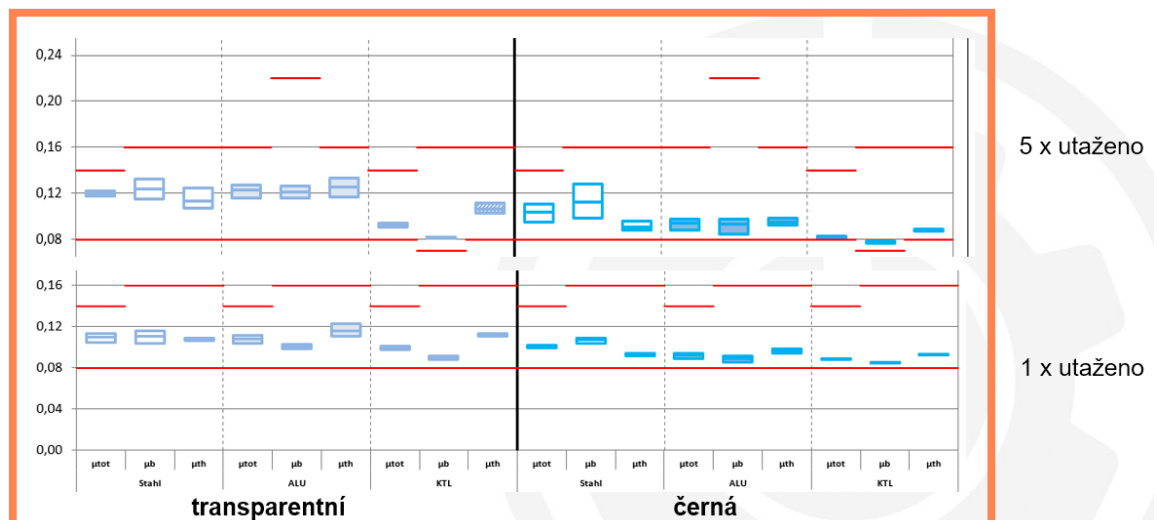 0,24
0,20
0,16
0,12
0,08
5 x utaženo
0,16
0,12
0,08
0,04
0,00
1 x utaženo
µtot µb µth µtot µb µth µtot µb µth µtot µb µth µtot µb µth µtot µb µth
Stahl ALU KTL Stahl ALU KTL
transparentní černá